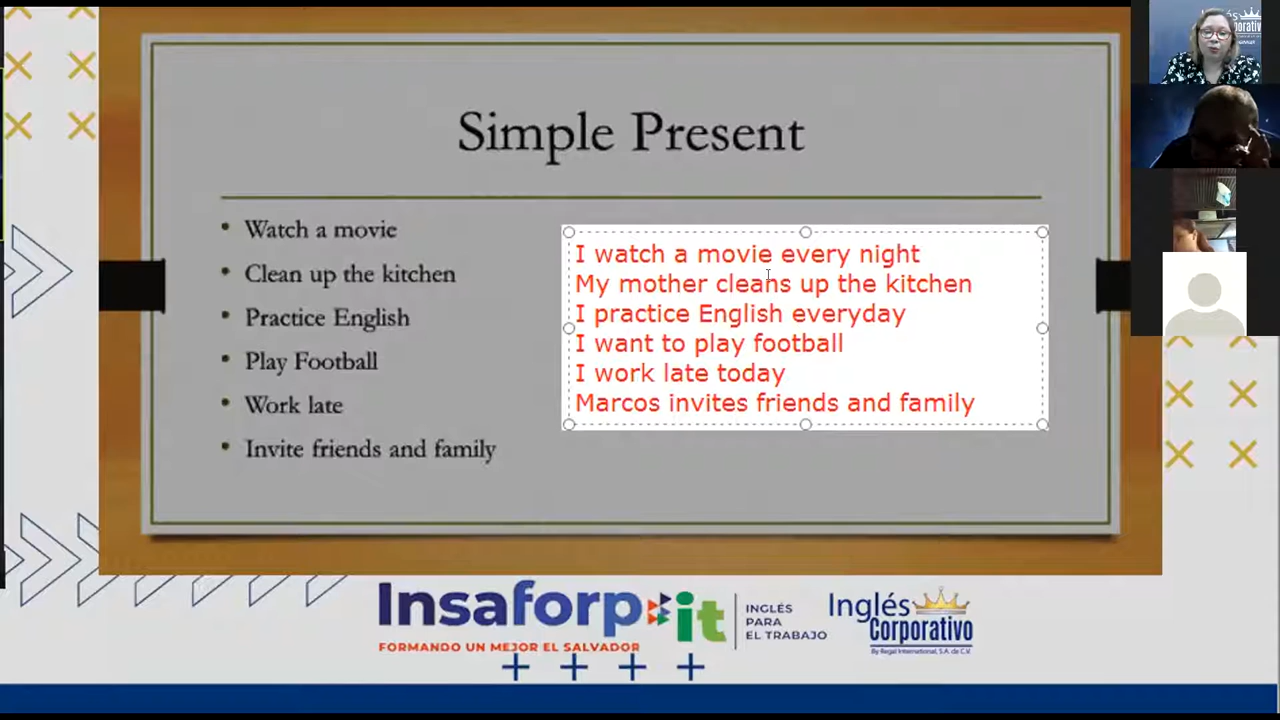 Simple Present
• Watch a movie
• Clean up the kitchen
• Practice English
• Play Football
• Work late
• Invite friends and family
I watch a movie every night
My mother cleans up the kitchen
I practice English everyday
I want to play football
I work late today
Marcos invites friends and family
Insaforp it
FORMANDO UN MEJOR EL SALVADOR
INGLÉS
PARA
EL TRABAJO
Inglés
Corporativo
By Regal International, S.A. de C.V.